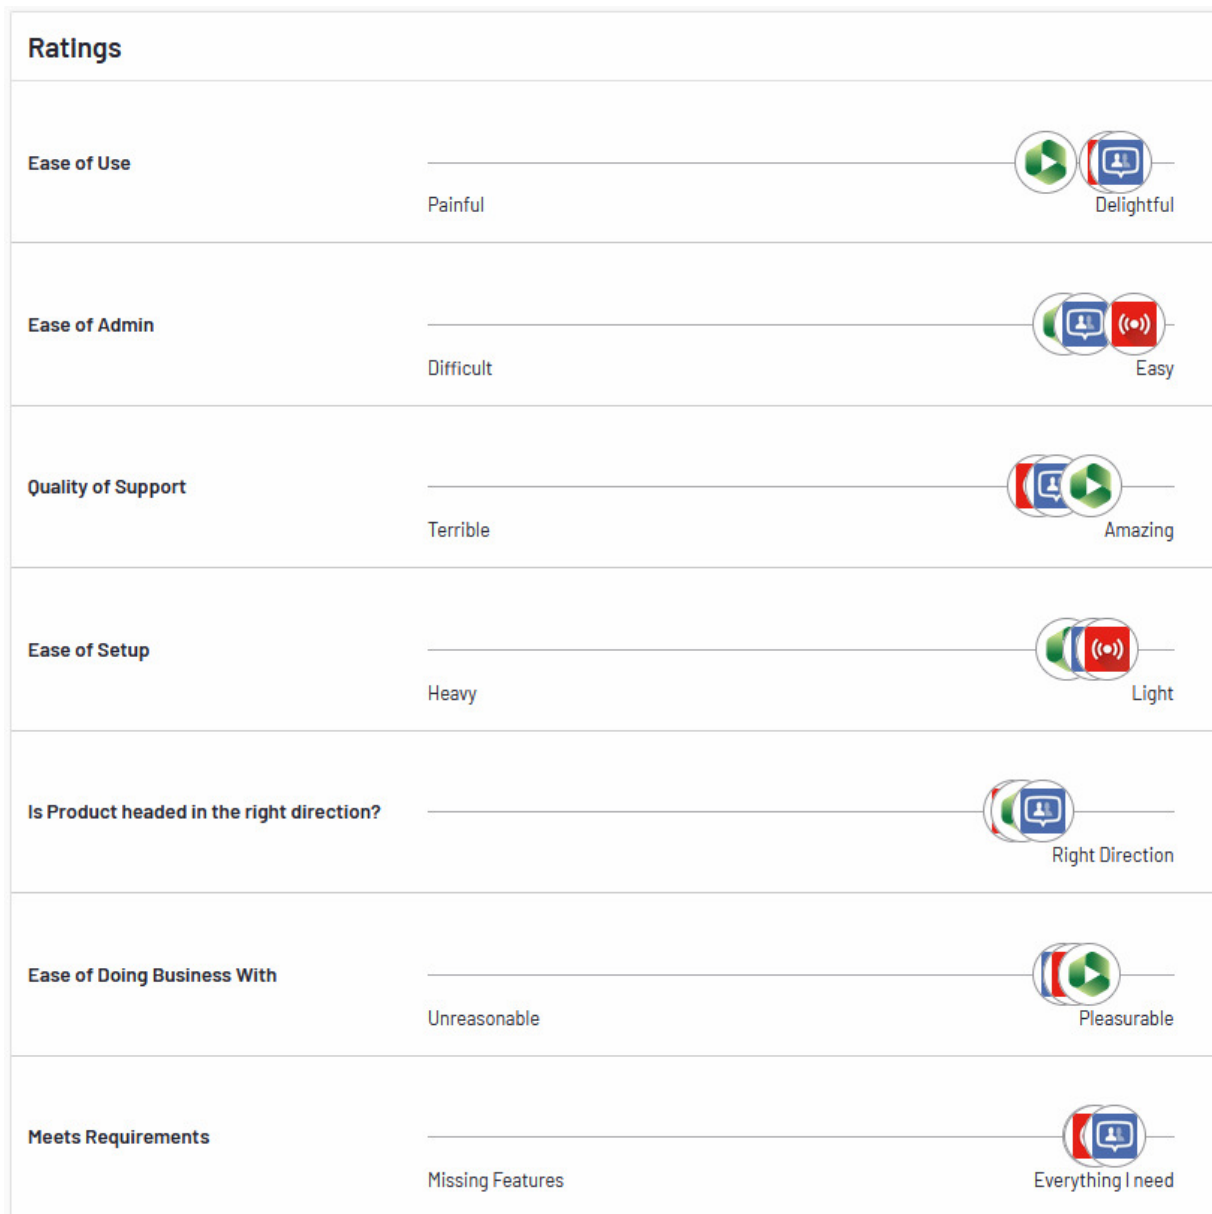 Ratings
Ease of Use
Painful
Delightful
Ease of Admin
Difficult
Easy
Quality of Support
Terrible
Amazing
Ease of Setup
Heavy
Light
Is Product headed in the right direction?
Right Direction
Ease of Doing Business With
Unreasonable
Pleasurable
Meets Requirements
Missing Features
Everything I need